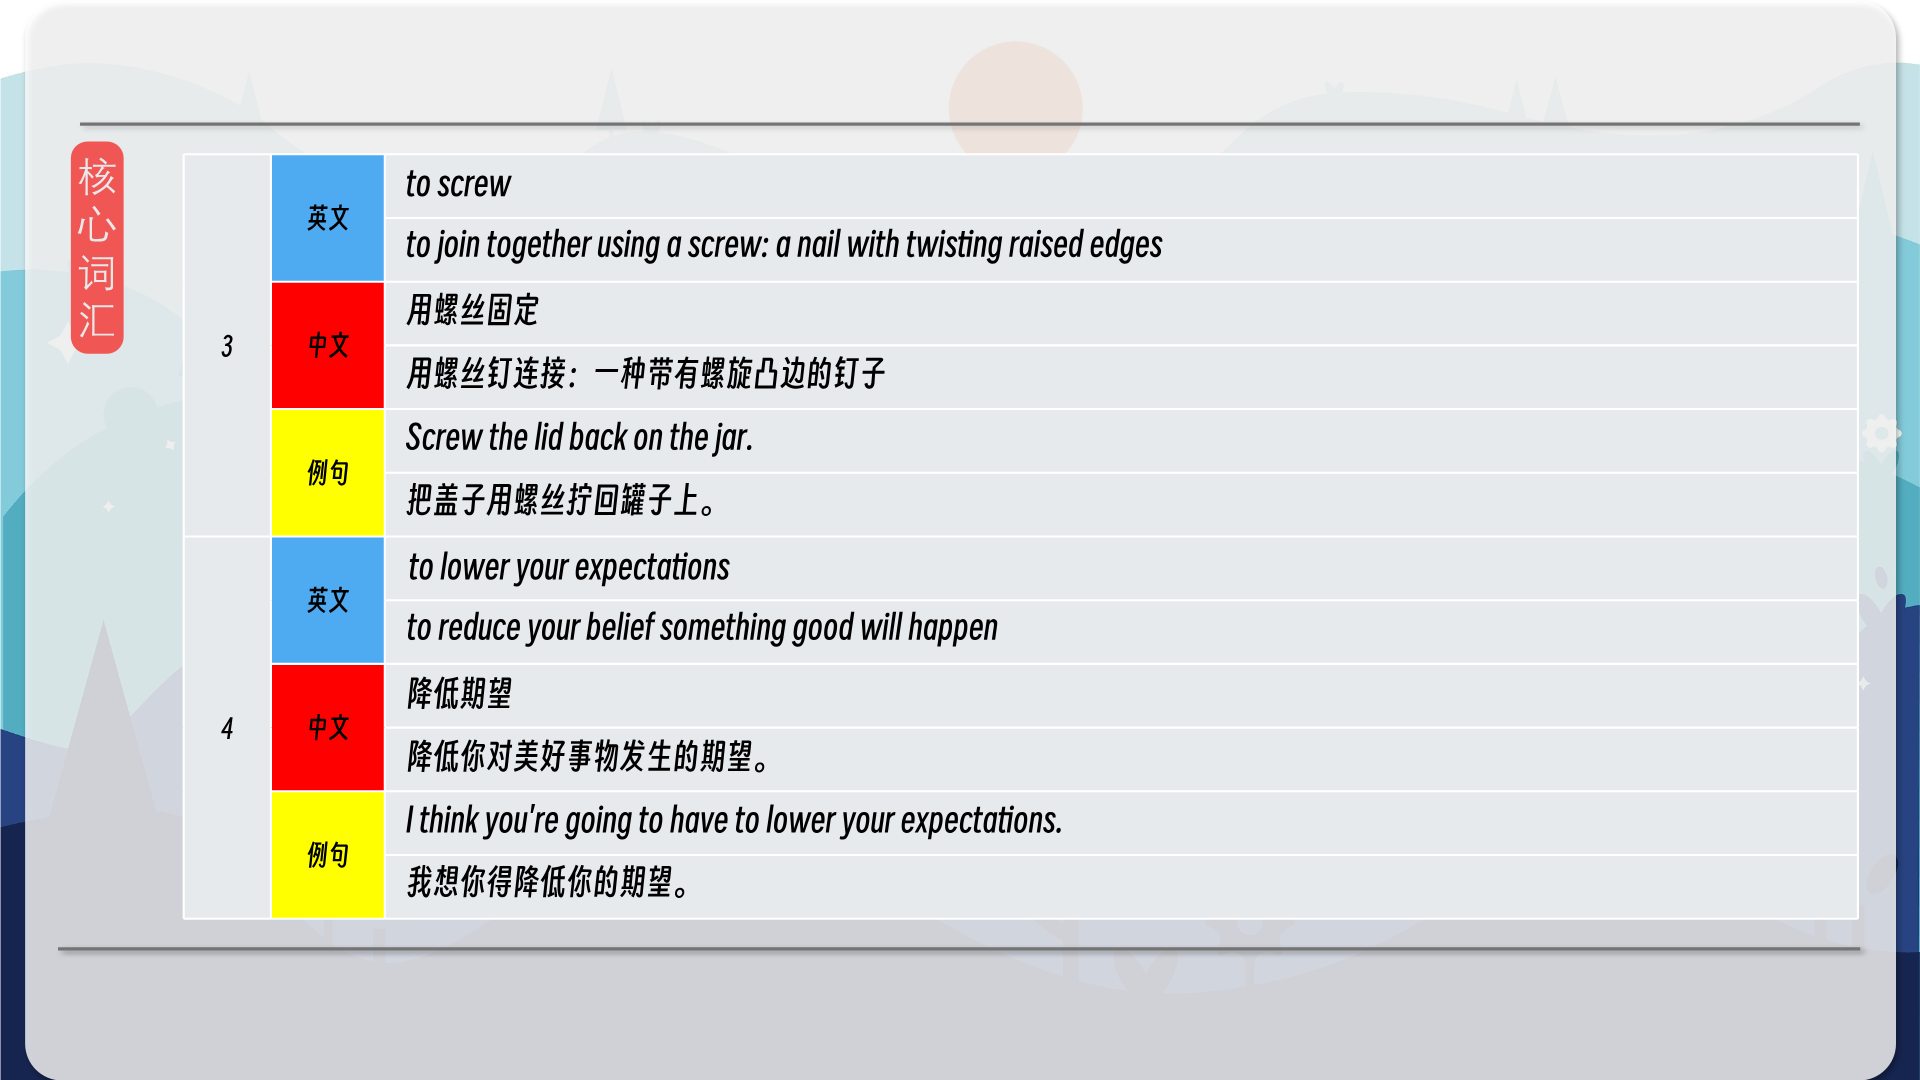 核
心
词
汇
3
英文
to screw
to join together using a screw: a nail with twisting raised edges
中文
用螺丝固定
用螺丝钉连接：一种带有螺旋凸边的钉子
例句
Screw the lid back on the jar.
把盖子用螺丝拧回罐子上。
4
英文
to lower your expectations
to reduce your belief something good will happen
中文
降低期望
降低你对美好事物发生的期望。
例句
I think you're going to have to lower your expectations.
我想你得降低你的期望。